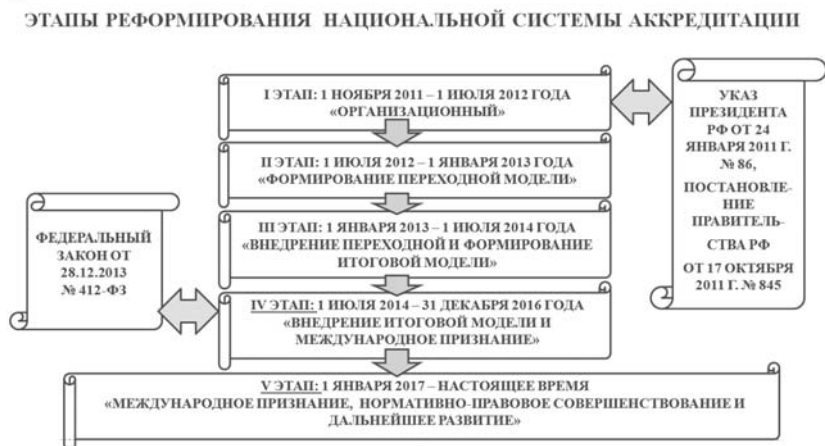 ЭТАПЫ РЕФОРМИРОВАНИЯ НАЦИОНАЛЬНОЙ СИСТЕМЫ АККРЕДИТАЦИИ
I ЭТАП: 1 НОЯБРЯ 2011 – 1 ИЮЛЯ 2012 ГОДА
«ОРГАНИЗАЦИОННЫЙ»
II ЭТАП: 1 ИЮЛЯ 2012 – 1 ЯНВАРЯ 2013 ГОДА
«ФОРМИРОВАНИЕ ПЕРЕХОДНОЙ МОДЕЛИ»
III ЭТАП: 1 ЯНВАРЯ 2013 – 1 ИЮЛЯ 2014 ГОДА
«ВНЕДРЕНИЕ ПЕРЕХОДНОЙ И ФОРМИРОВАНИЕ
ИТОГОВОЙ МОДЕЛИ»
IV ЭТАП: 1 ИЮЛЯ 2014 – 31 ДЕКАБРЯ 2016 ГОДА
«ВНЕДРЕНИЕ ИТОГОВОЙ МОДЕЛИ И
МЕЖДУНАРОДНОЕ ПРИЗНАНИЕ»
V ЭТАП: 1 ЯНВАРЯ 2017 – НАСТОЯЩЕЕ ВРЕМЯ
«МЕЖДУНАРОДНОЕ ПРИЗНАНИЕ, НОРМАТИВНО-ПРАВОВОЕ СОВЕРШЕНСТВОВАНИЕ И
ДАЛЬНЕЙШЕЕ РАЗВИТИЕ»
УКАЗ
ПРЕЗИДЕНТА
РФ ОТ 24
ЯНВАРЯ 2011 Г.
№ 86,
ПОСТАНОВЛЕ-
НИЕ
ПРАВИТЕЛЬ-
СТВА РФ
ОТ 17 ОКТЯБРЯ
2011 Г. № 845
ФЕДЕРАЛЬНЫЙ
ЗАКОН ОТ
28.12.2013
№ 412-ФЗ